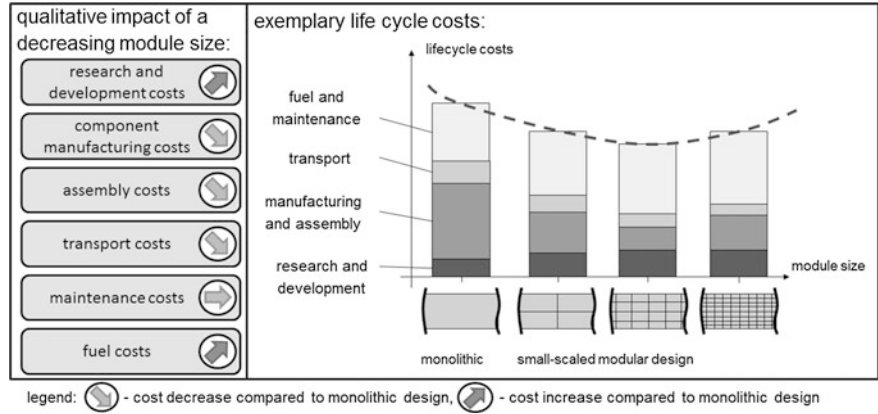 qualitative impact of a
decreasing module size:
research and
development costs
component
manufacturing costs
assembly costs
transport costs
maintenance costs
fuel costs
exemplary life cycle costs:
lifecycle costs
fuel and
maintenance
transport
manufacturing
and assembly
research and
development
module size
monolithic small-scaled modular design
legend: - cost decrease compared to monolithic design, - cost increase compared to monolithic design